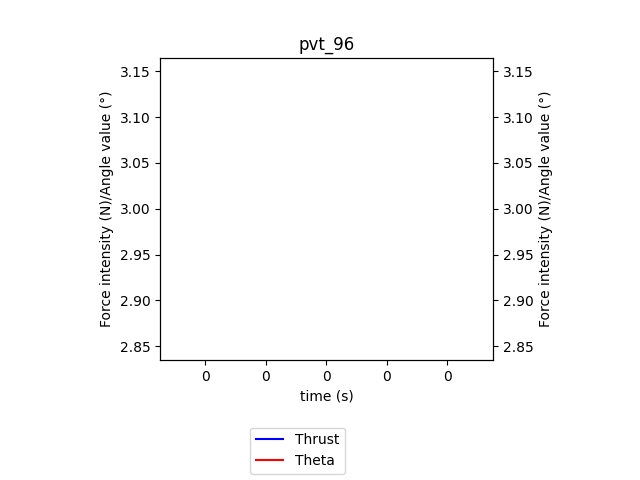 pvt_96
3.15
3.10
3.05
3.00
2.95
2.90
2.85
Force intensity (N)/Angle value (°)
3.15
3.10
3.05
3.00
2.95
2.90
2.85
Force intensity (N)/Angle value (°)
0 0 0 0 0
time (s)
Thrust
Theta